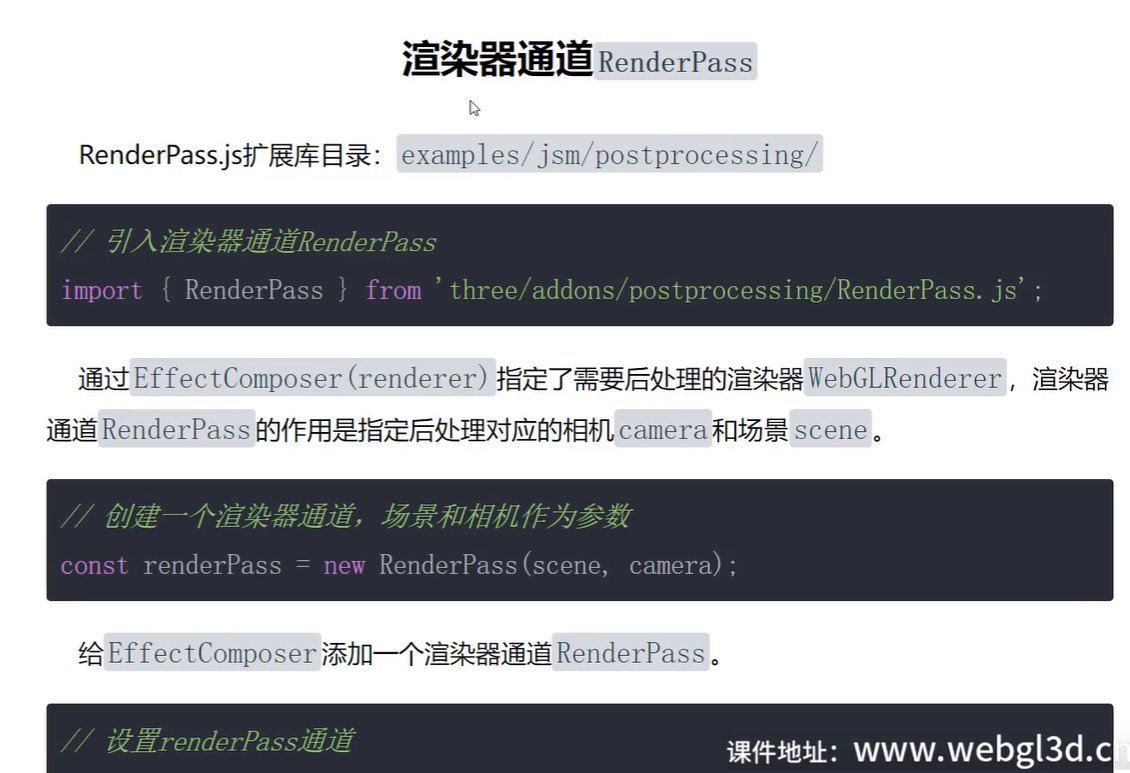 渲染器通道RenderPass
RenderPass.js扩展库目录：examples/jsm/postprocessing/
// 引入渲染器通道RenderPass
import { RenderPass } from 'three/addons/postprocessing/RenderPass.js';
通过EffectComposer(renderer)指定了需要后处理的渲染器WebGLRenderer，渲染器
通道RenderPass的作用是指定后处理对应的相机camera和场景scene。
// 创建一个渲染器通道，场景和相机作为参数
const renderPass = new RenderPass(scene, camera);
给EffectComposer添加一个渲染器通道RenderPass。
// 设置renderPass通道
课件地址：www.webgl3d.cn